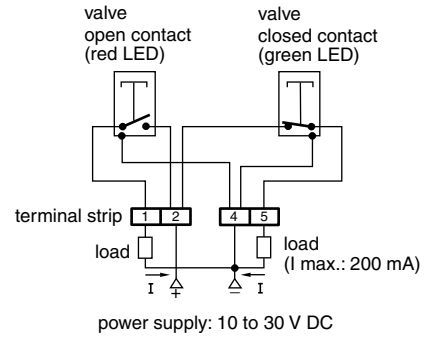 valve
open contact
(red LED)
valve
closed contact
(green LED)
terminal strip
1 2 4 5
load
load
(I max.: 200 mA)
I + – I
power supply: 10 to 30 V DC